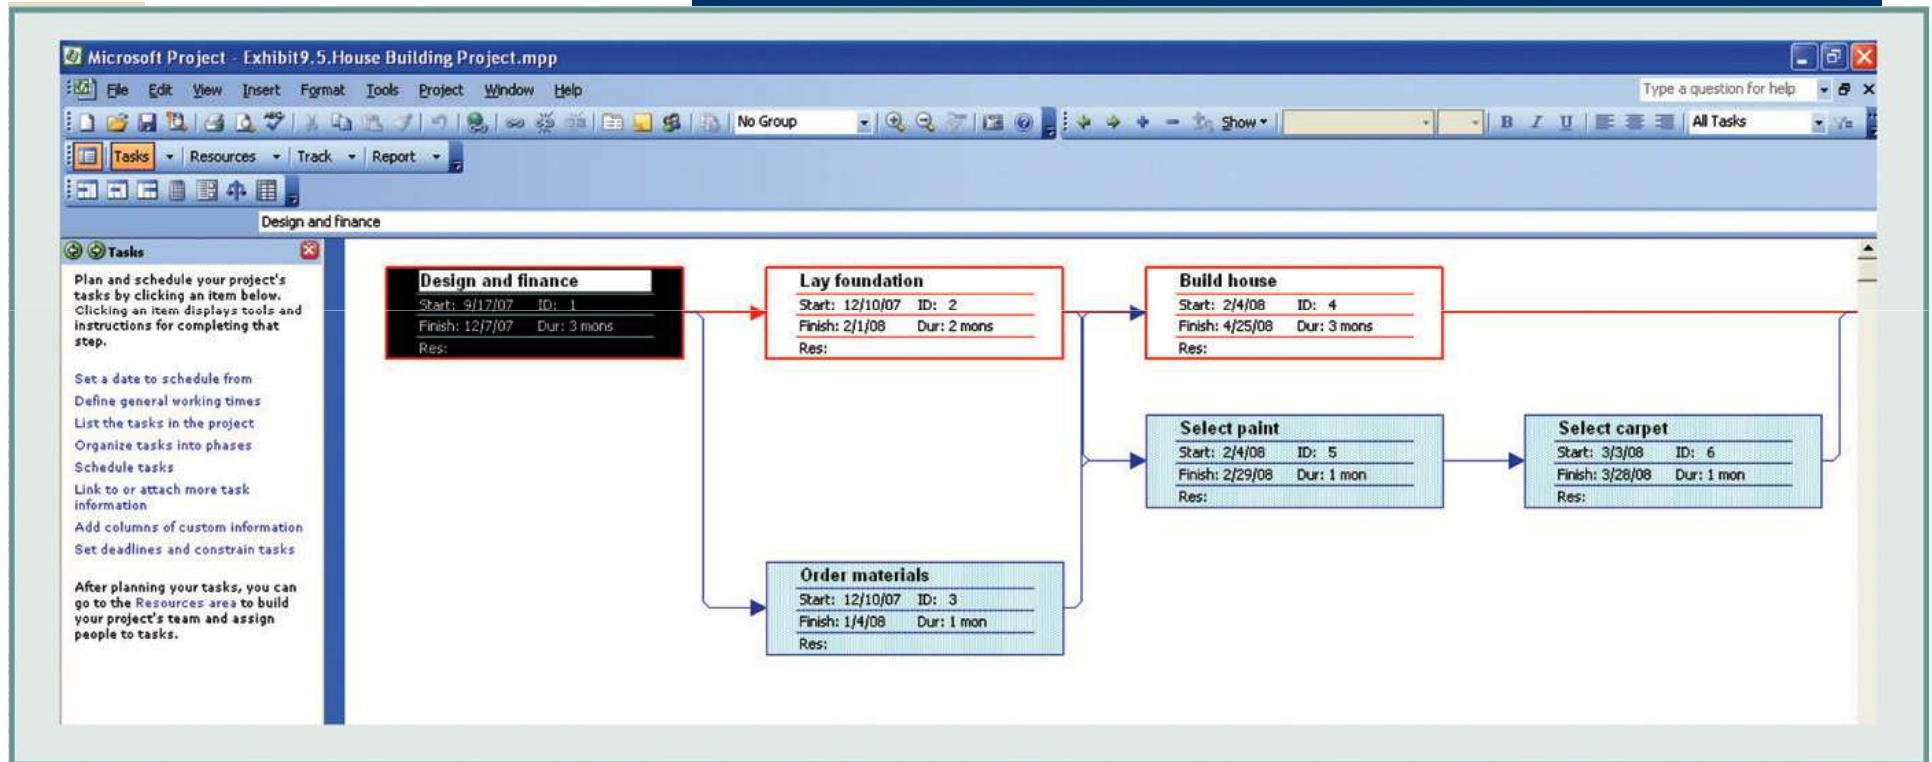 Microsoft Project - Exhibit9.5.House Building Project.mpp
File Edit View Insert Format Tools Project Window Help
Type a question for help
No Group
Show
B I U
All Tasks
Tasks Resources Track Report
Design and finance
Tasks
Plan and schedule your project's
tasks by clicking an item below.
Clicking an item displays tools and
instructions for completing that
step.
Set a date to schedule from
Define general working times
List the tasks in the project
Organize tasks into phases
Schedule tasks
Link to or attach more task
information
Add columns of custom information
Set deadlines and constrain tasks
After planning your tasks, you can
go to the Resources area to build
your project's team and assign
people to tasks.
Design and finance
Start: 9/17/07 ID: 1
Finish: 12/7/07 Dur: 3 mons
Res:
Lay foundation
Start: 12/10/07 ID: 2
Finish: 2/1/08 Dur: 2 mons
Res:
Build house
Start: 2/4/08 ID: 4
Finish: 4/25/08 Dur: 3 mons
Res:
Select paint
Start: 2/4/08 ID: 5
Finish: 2/29/08 Dur: 1 mon
Res:
Select carpet
Start: 3/3/08 ID: 6
Finish: 3/28/08 Dur: 1 mon
Res:
Order materials
Start: 12/10/07 ID: 3
Finish: 1/4/08 Dur: 1 mon
Res: